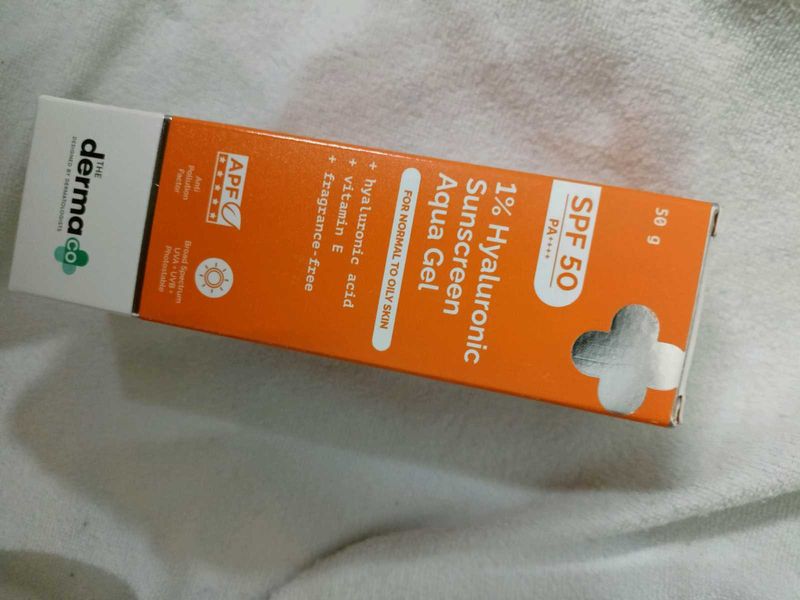 50 g
SPF 50
PA++++
1% Hyaluronic
Sunscreen
Aqua Gel
FOR NORMAL TO OILY SKIN
+ hyaluronic acid
+ vitamin E
+ fragrance-free
APF
Anti
Pollution
Factor
Broad Spectrum
UVA + UVB +
Photostable
THE
derma
co
DESIGNED BY DERMATOLOGISTS